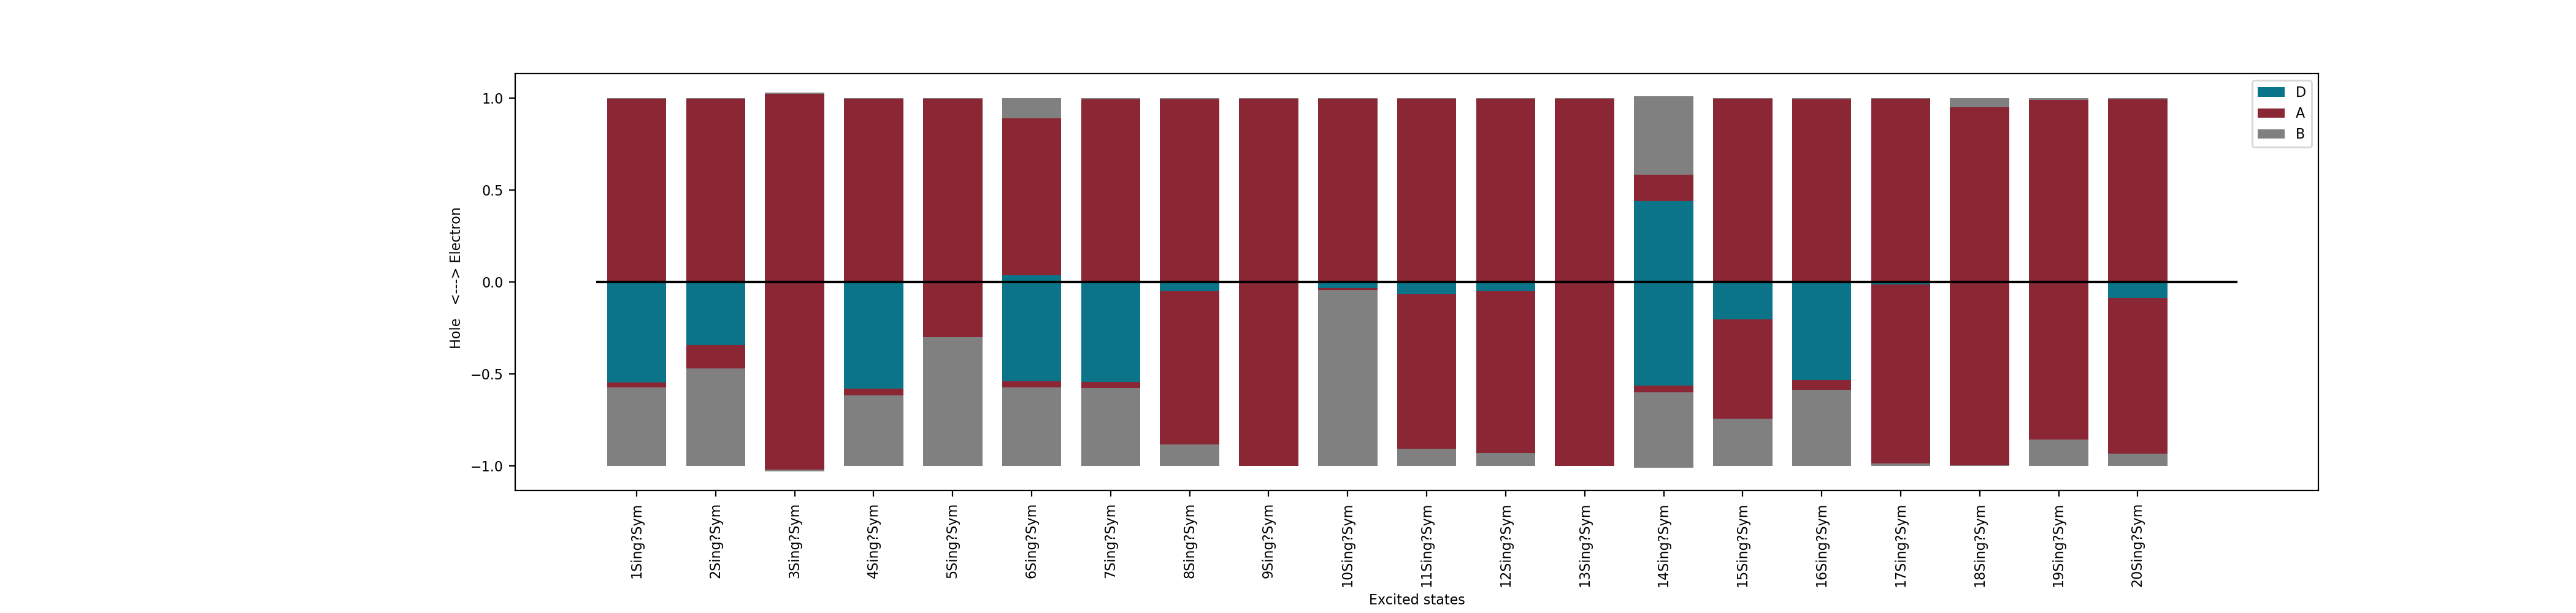 D
A
B
1.0
0.5
0.0
−0.5
−1.0
Hole <----> Electron
1Sing?Sym
2Sing?Sym
3Sing?Sym
4Sing?Sym
5Sing?Sym
6Sing?Sym
7Sing?Sym
8Sing?Sym
9Sing?Sym
10Sing?Sym
11Sing?Sym
12Sing?Sym
13Sing?Sym
14Sing?Sym
15Sing?Sym
16Sing?Sym
17Sing?Sym
18Sing?Sym
19Sing?Sym
20Sing?Sym
Excited states